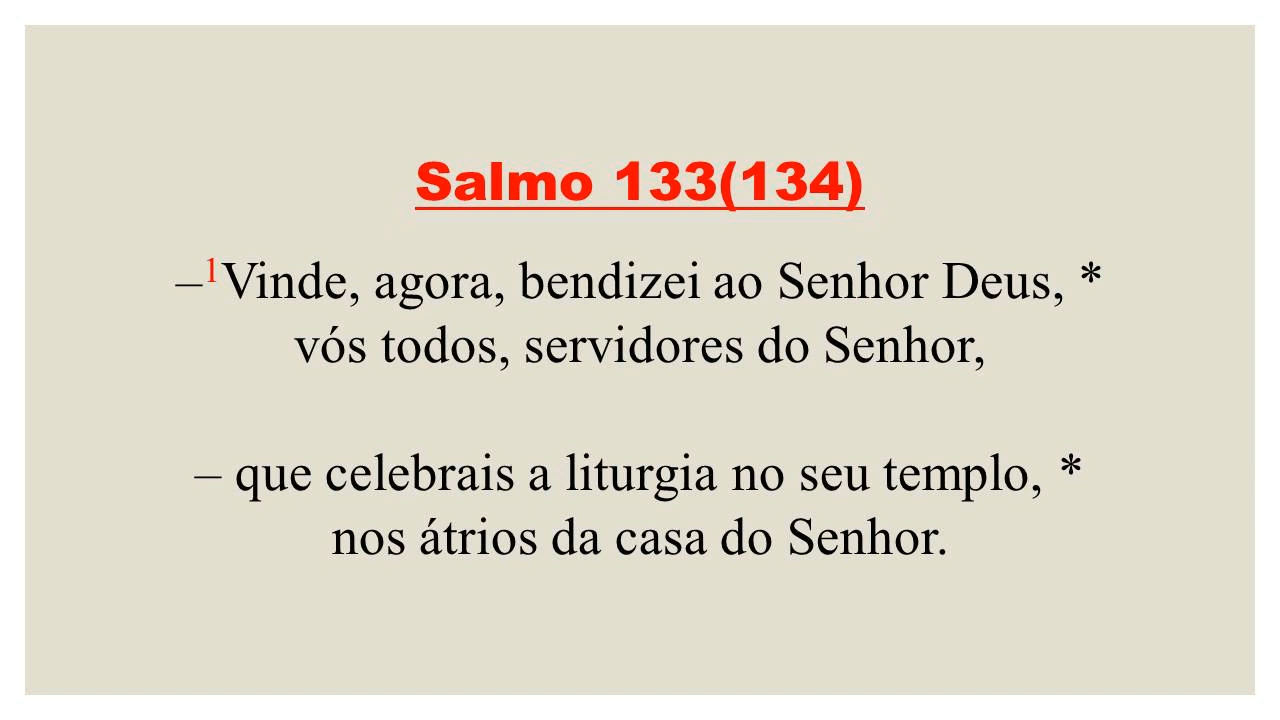 Salmo 133(134)
–¹Vinde, agora, bendizei ao Senhor Deus, *
vós todos, servidores do Senhor,
– que celebrais a liturgia no seu templo, *
nos átrios da casa do Senhor.